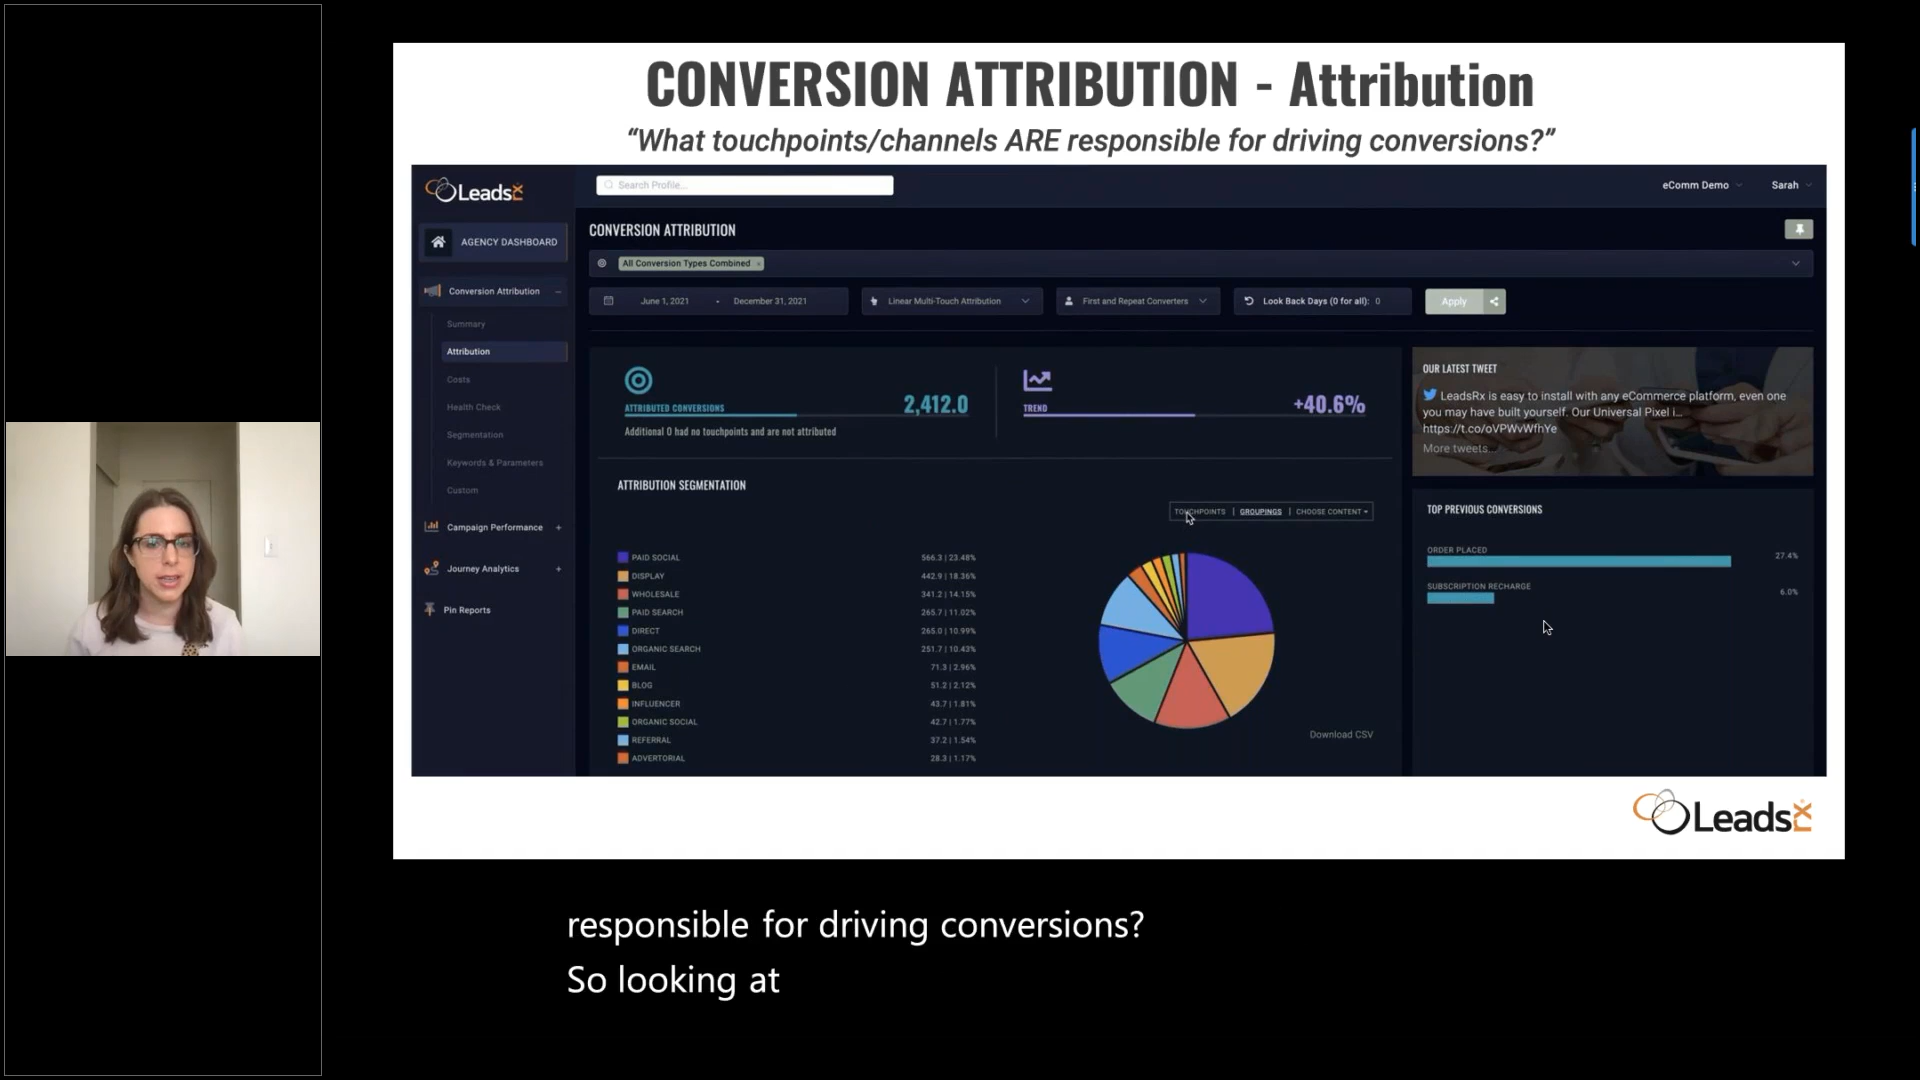 CONVERSION ATTRIBUTION - Attribution
“What touchpoints/channels ARE responsible for driving conversions?”
LeadsRx
Search Profile...
eComm Demo
Sarah
AGENCY DASHBOARD
Conversion Attribution
Summary
Attribution
Costs
Health Check
Segmentation
Keywords & Parameters
Custom
Campaign Performance
Journey Analytics
Pin Reports
CONVERSION ATTRIBUTION
All Conversion Types Combined
June 1, 2021 - December 31, 2021
Linear Multi-Touch Attribution
First and Repeat Converters
Look Back Days (0 for all): 0
Apply
ATTRIBUTED CONVERSIONS 2,412.0
Additional 0 had no touchpoints and are not attributed
TREND +40.6%
ATTRIBUTION SEGMENTATION
TOUCHPOINTS | GROUPINGS | CHOOSE CONTENT
PAID SOCIAL 566.3 | 23.48%
DISPLAY 442.9 | 18.36%
WHOLESALE 341.2 | 14.15%
PAID SEARCH 265.7 | 11.02%
DIRECT 265.0 | 10.99%
ORGANIC SEARCH 251.7 | 10.43%
EMAIL 71.3 | 2.96%
BLOG 51.2 | 2.12%
INFLUENCER 43.7 | 1.81%
ORGANIC SOCIAL 42.7 | 1.77%
REFERRAL 37.2 | 1.54%
ADVERTORIAL 28.3 | 1.17%
Download CSV
OUR LATEST TWEET
LeadsRx is easy to install with any eCommerce platform, even one
you may have built yourself. Our Universal Pixel i...
https://t.co/oVPWvWfhYe
More tweets...
TOP PREVIOUS CONVERSIONS
ORDER PLACED 27.4%
SUBSCRIPTION RECHARGE 6.0%
LeadsRx
responsible for driving conversions?
So looking at